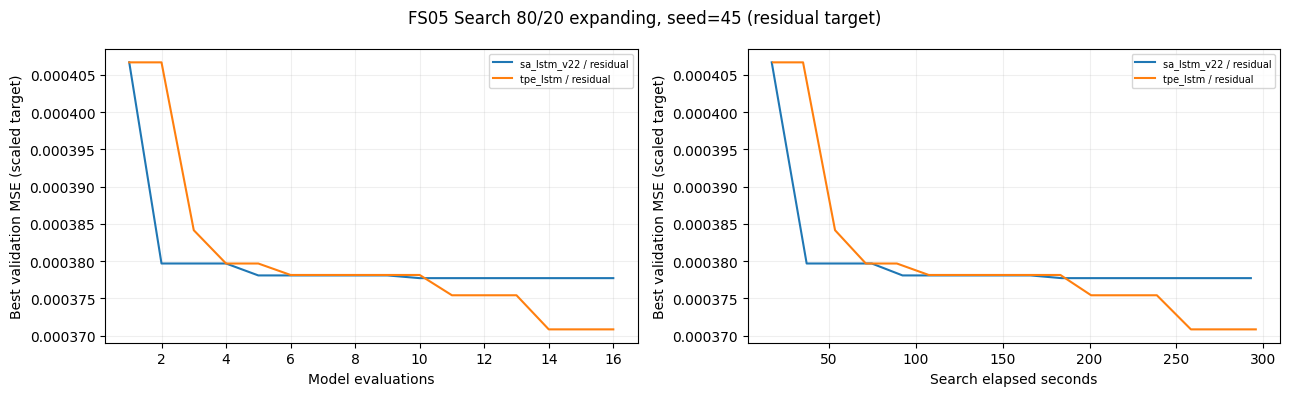 FS05 Search 80/20 expanding, seed=45 (residual target)
Best validation MSE (scaled target)
0.000405
0.000400
0.000395
0.000390
0.000385
0.000380
0.000375
0.000370
sa_lstm_v22 / residual
tpe_lstm / residual
2 4 6 8 10 12 14 16
Model evaluations
Best validation MSE (scaled target)
0.000405
0.000400
0.000395
0.000390
0.000385
0.000380
0.000375
0.000370
sa_lstm_v22 / residual
tpe_lstm / residual
50 100 150 200 250 300
Search elapsed seconds